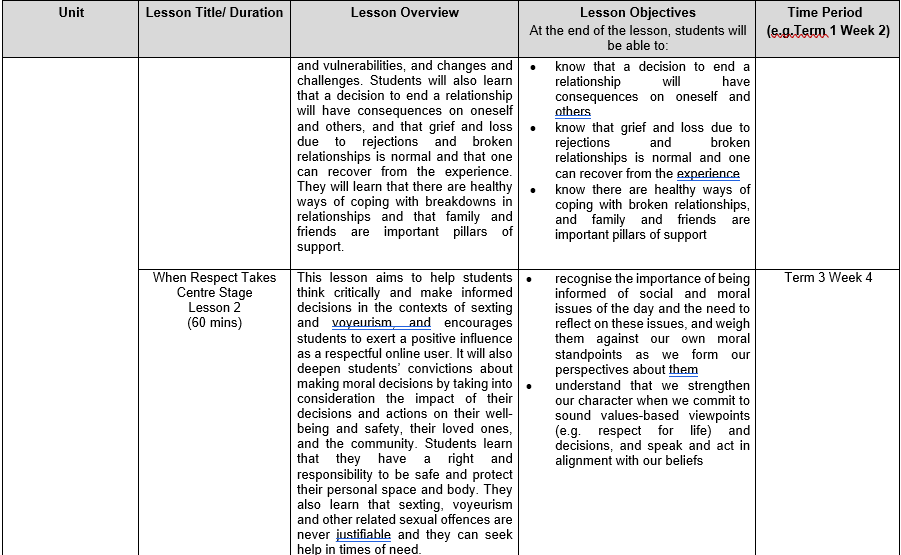 Unit
Lesson Title/ Duration
Lesson Overview
Lesson Objectives
At the end of the lesson, students will
be able to:
Time Period
(e.g.Term 1 Week 2)
and vulnerabilities, and changes and
challenges. Students will also learn
that a decision to end a relationship
will have consequences on oneself
and others, and that grief and loss
due to rejections and broken
relationships is normal and that one
can recover from the experience.
They will learn that there are healthy
ways of coping with breakdowns in
relationships and that family and
friends are important pillars of
support.
• know that a decision to end a
relationship will have
consequences on oneself and
others
• know that grief and loss due to
rejections and broken
relationships is normal and one
can recover from the experience
• know there are healthy ways of
coping with broken relationships,
and family and friends are
important pillars of support
When Respect Takes
Centre Stage
Lesson 2
(60 mins)
This lesson aims to help students
think critically and make informed
decisions in the contexts of sexting
and voyeurism, and encourages
students to exert a positive influence
as a respectful online user. It will also
deepen students' convictions about
making moral decisions by taking into
consideration the impact of their
decisions and actions on their well-
being and safety, their loved ones,
and the community. Students learn
that they have a right and
responsibility to be safe and protect
their personal space and body. They
also learn that sexting, voyeurism
and other related sexual offences are
never justifiable and they can seek
help in times of need.
• recognise the importance of being
informed of social and moral
issues of the day and the need to
reflect on these issues, and weigh
them against our own moral
standpoints as we form our
perspectives about them
• understand that we strengthen
our character when we commit to
sound values-based viewpoints
(e.g. respect for life) and
decisions, and speak and act in
alignment with our beliefs
Term 3 Week 4